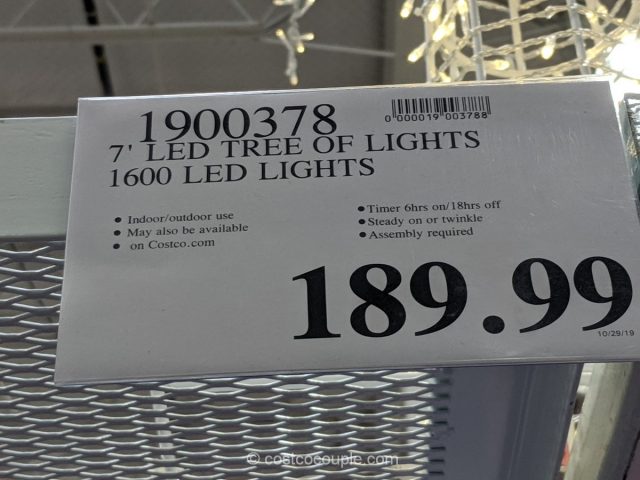 1900378
0 000019 003788
7' LED TREE OF LIGHTS
1600 LED LIGHTS
• Indoor/outdoor use
• May also be available
• on Costco.com
• Timer 6hrs on/18hrs off
• Steady on or twinkle
• Assembly required
189.99
10/29/19
© costcocouple.com